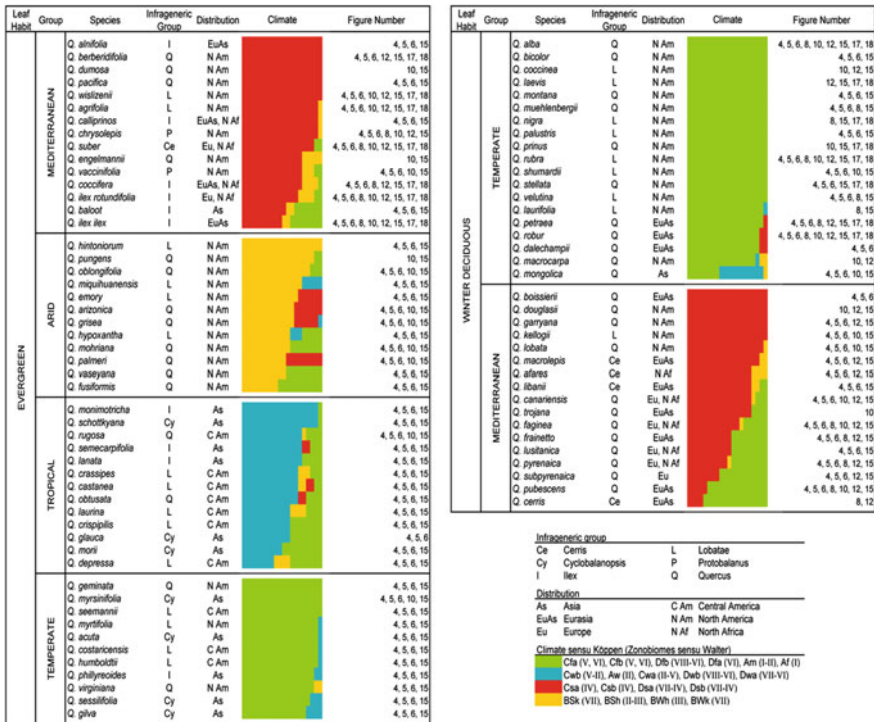 Leaf Habit Group Species Infrageneric Group Distribution Climate Figure Number
EVERGREEN
MEDITERRANEAN
Q. alnifolia I EuAs 4, 5, 6, 15
Q. berberidifolia Q N Am 4, 5, 6, 12, 15, 17, 18
Q. dumosa Q N Am 10, 15
Q. pacifica Q N Am 4, 5, 6, 15
Q. wislizenii L N Am 4, 5, 6, 10, 12, 15, 17, 18
Q. agrifolia L N Am 4, 5, 6, 10, 12, 15, 17, 18
Q. calliprinos I EuAs, N Af 4, 5, 6, 15
Q. chrysolepis P N Am 4, 5, 6, 8, 10, 12, 15
Q. suber Ce Eu, N Af 4, 5, 6, 8, 10, 12, 15, 17, 18
Q. engelmannii Q N Am 10, 15
Q. vaccinifolia P N Am 4, 5, 6, 10, 15
Q. coccifera I EuAs, N Af 4, 5, 6, 8, 12, 15, 17, 18
Q. ilex rotundifolia I Eu, N Af 4, 5, 6, 8, 10, 12, 15, 17, 18
Q. baloot I As 4, 5, 6, 15
Q. ilex ilex I EuAs 4, 5, 6, 8, 10, 12, 15, 17, 18
ARID
Q. hintoniorum L N Am 4, 5, 6, 15
Q. pungens Q N Am 10, 15
Q. oblongifolia Q N Am 4, 5, 6, 10, 15
Q. miquihuanensis L N Am 4, 5, 6, 15
Q. emory L N Am 4, 5, 6, 15
Q. arizonica Q N Am 4, 5, 6, 10, 15
Q. grisea Q N Am 4, 5, 6, 10, 15
Q. hypoxantha L N Am 4, 5, 6, 15
Q. mohriana Q N Am 4, 5, 6, 10, 15
Q. palmeri P N Am 4, 5, 6, 10, 15
Q. vaseyana Q N Am 4, 5, 6, 15
Q. fusiformis Q N Am 4, 5, 6, 15
TROPICAL
Q. monimotricha I As 4, 5, 6, 15
Q. schottkyana Cy As 4, 5, 6, 15
Q. rugosa Q C Am 4, 5, 6, 10, 15
Q. semecarpifolia I As 4, 5, 6, 15
Q. lanata I As 4, 5, 6, 15
Q. crassipes L C Am 4, 5, 6, 15
Q. castanea L C Am 4, 5, 6, 15
Q. obtusata Q C Am 4, 5, 6, 15
Q. laurina L C Am 4, 5, 6, 15
Q. crispipilis L C Am 4, 5, 6, 15
Q. glauca Cy As 4, 5, 6
Q. morii Cy As 4, 5, 6, 15
Q. depressa L C Am 4, 5, 6, 15
TEMPERATE
Q. geminata Q N Am 4, 5, 6, 15
Q. myrsinifolia Cy As 4, 5, 6, 10, 15
Q. seemannii L C Am 4, 5, 6, 15
Q. myrtifolia L N Am 4, 5, 6, 15
Q. acuta Cy As 4, 5, 6, 15
Q. costaricensis L C Am 4, 5, 6, 15
Q. humboldtii L C Am 4, 5, 6, 15
Q. phillyreoides I As 4, 5, 6, 15
Q. virginiana Q N Am 4, 5, 6, 15
Q. sessilifolia Cy As 4, 5, 6, 15
Q. gilva Cy As 4, 5, 6, 15
Leaf Habit Group Species Infrageneric Group Distribution Climate Figure Number
WINTER DECIDUOUS
TEMPERATE
Q. alba Q N Am 4, 5, 6, 8, 10, 12, 15, 17, 18
Q. bicolor Q N Am 4, 5, 6, 15
Q. coccinea L N Am 10, 12, 15
Q. laevis L N Am 12, 15, 17, 18
Q. montana Q N Am 4, 5, 6, 15
Q. muehlenbergii Q N Am 4, 5, 6, 8, 15
Q. nigra L N Am 8, 15, 17, 18
Q. palustris L N Am 4, 5, 6, 15
Q. prinus Q N Am 10, 15, 17, 18
Q. rubra L N Am 4, 5, 6, 8, 10, 12, 15, 17, 18
Q. shumardii L N Am 4, 5, 6, 10, 15
Q. stellata Q N Am 4, 5, 6, 15, 17, 18
Q. velutina L N Am 4, 5, 6, 8, 15
Q. laurifolia L N Am 8, 15
Q. petraea Q EuAs 4, 5, 6, 8, 12, 15, 17, 18
Q. robur Q EuAs 4, 5, 6, 8, 10, 12, 15, 17, 18
Q. dalechampii Q EuAs 4, 5, 6
Q. macrocarpa Q N Am 10, 12
Q. mongolica Q As 4, 5, 6, 10, 15
MEDITERRANEAN
Q. boissierii Q EuAs 4, 5, 6
Q. douglasii Q N Am 10, 12, 15
Q. garryana Q N Am 4, 5, 6, 12, 15
Q. kellogii L N Am 4, 5, 6, 10, 15
Q. lobata Q N Am 4, 5, 6, 10, 15
Q. macrolepis Ce EuAs 4, 5, 6, 12, 15
Q. afares Ce N Af 4, 5, 6, 12, 15
Q. libanii Ce EuAs 4, 5, 6, 15
Q. canariensis Q Eu, N Af 4, 5, 6, 12, 15
Q. trojana Q EuAs 10
Q. faginea Q Eu, N Af 4, 5, 6, 8, 10, 12, 15
Q. frainetto Q EuAs 4, 5, 6, 8, 12, 15
Q. lusitanica Q Eu, N Af 4, 5, 6, 15
Q. pyrenaica Q Eu, N Af 4, 5, 6, 8, 12, 15
Q. subpyrenaica Q Eu 4, 5, 6, 12, 15
Q. pubescens Q EuAs 4, 5, 6, 8, 10, 12, 15
Q. cerris Ce EuAs 8, 12
Infrageneric group
Ce Cerris L Lobatae
Cy Cyclobalanopsis P Protobalanus
I Ilex Q Quercus
Distribution
As Asia C Am Central America
EuAs Eurasia N Am North America
Eu Europe N Af North Africa
Climate sensu Köppen (Zonobiomes sensu Walter)
Cfa (V, VI), Cfb (V, VI), Dfb (VIII-VI), Dfa (VI), Am (I-II), Af (I)
Cwb (V-II), Aw (II), Cwa (II-V), Dwb (VIII-VI), Dwa (VII-VI)
Csa (IV), Csb (IV), Dsa (VII-IV), Dsb (VII-IV)
BSk (VII), BSh (II-III), BWh (III), BWk (VII)